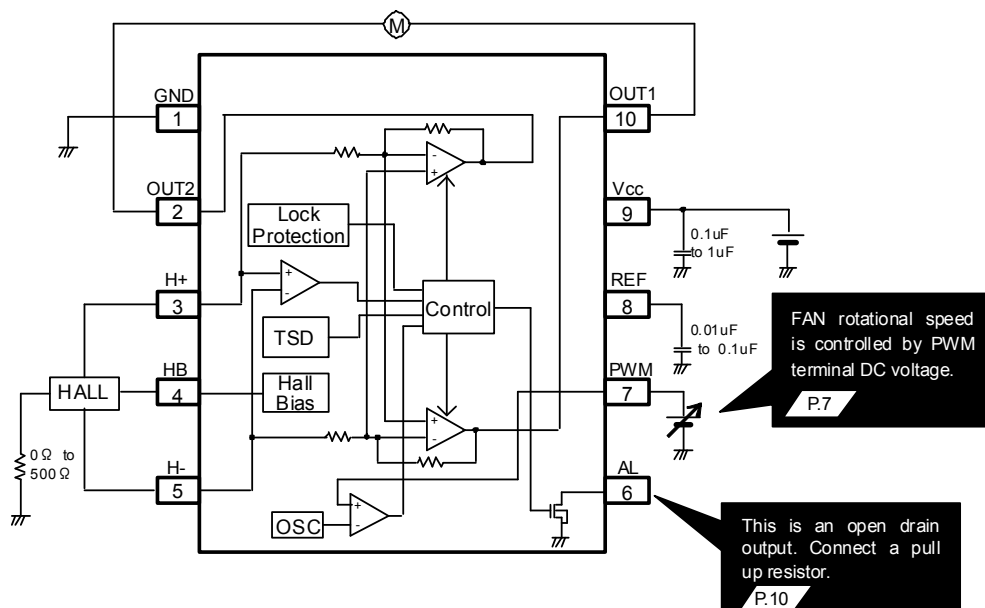 M
GND
1
OUT1
10
OUT2
2
Vcc
9
0.1uF
to 1uF
Lock
Protection
H+
3
REF
8
0.01uF
to 0.1uF
+
-
-
+
Control
TSD
HALL
HB
4
Hall
Bias
PWM
7
FAN rotational speed
is controlled by PWM
terminal DC voltage.
P.7
+
-
0Ω to
500Ω
H-
5
AL
6
OSC
+
-
This is an open drain
output. Connect a pull
up resistor.
P.10